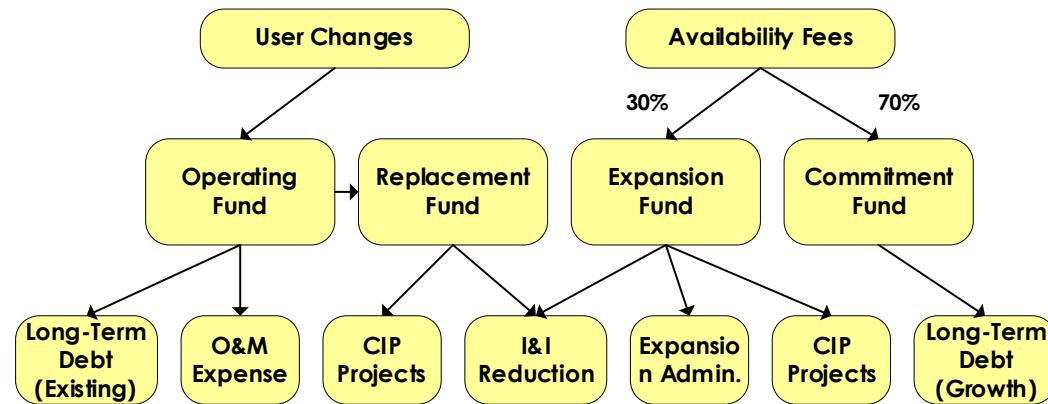 User Changes
Availability Fees
30%
70%
Operating
Fund
Replacement
Fund
Expansion
Fund
Commitment
Fund
Long-Term
Debt
(Existing)
O&M
Expense
CIP
Projects
I&I
Reduction
Expansio
n Admin.
CIP
Projects
Long-Term
Debt
(Growth)